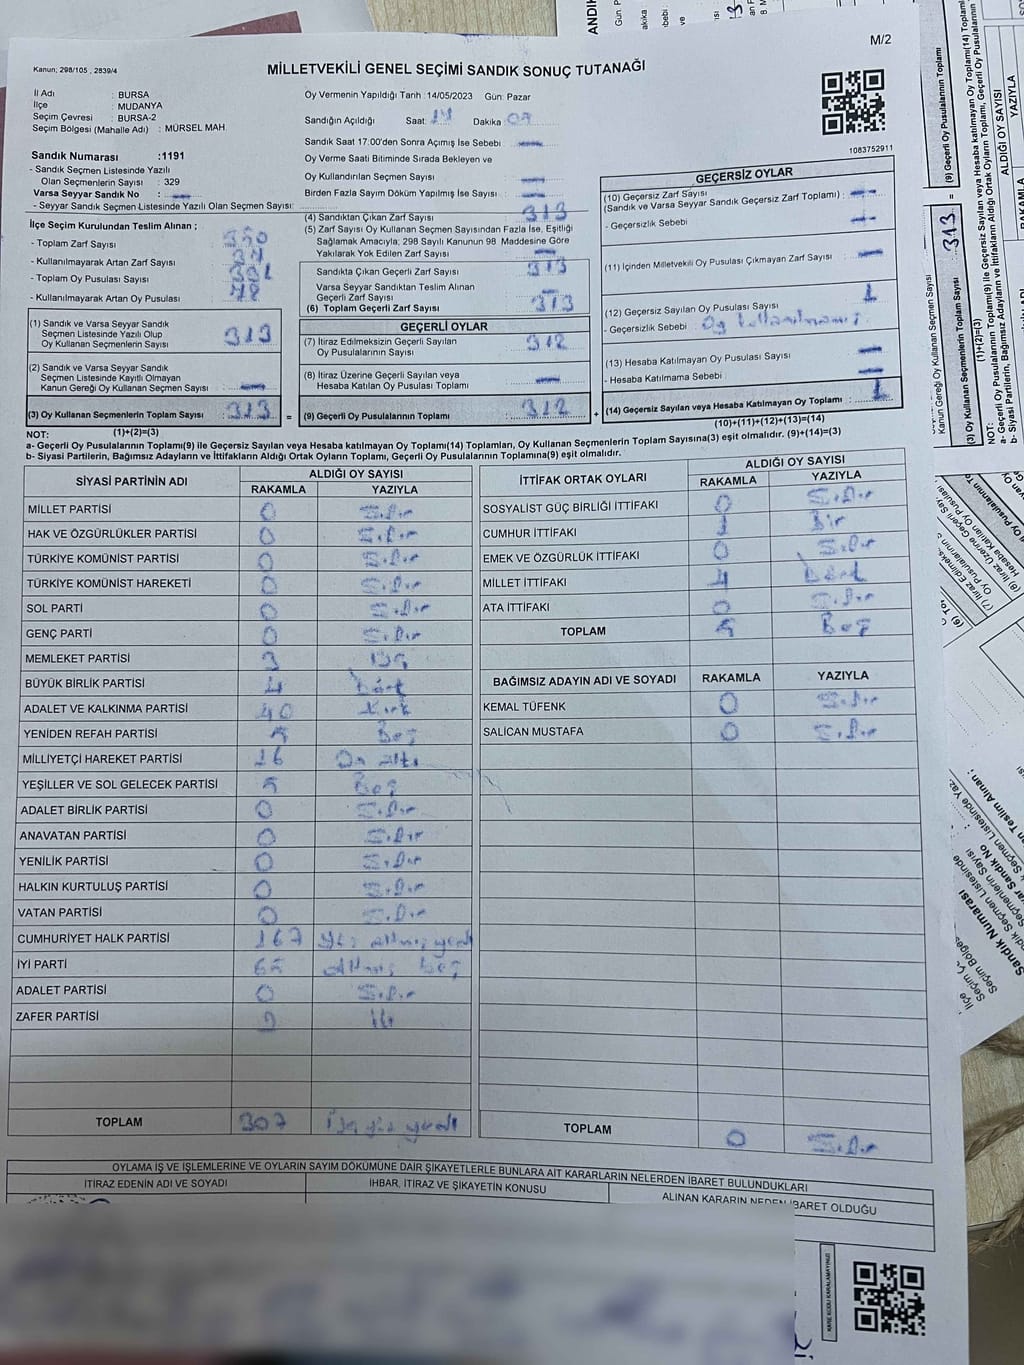 M/2
Kanun; 298/105 , 2839/4
MİLLETVEKİLİ GENEL SEÇİMİ SANDIK SONUÇ TUTANAĞI
İl Adı : BURSA
İlçe : MUDANYA
Seçim Çevresi : BURSA-2
Seçim Bölgesi (Mahalle Adı) : MÜRSEL MAH.
Oy Vermenin Yapıldığı Tarih :14/05/2023 Gün: Pazar
Sandığın Açıldığı Saat: Dakika
Sandık Saat 17:00'den Sonra Açımış İse Sebebi :
Oy Verme Saati Bitiminde Sırada Bekleyen ve
Oy Kullandırılan Seçmen Sayısı :
Birden Fazla Sayım Döküm Yapılmış İse Sayısı :
1083752911
Sandık Numarası :1191
- Sandık Seçmen Listesinde Yazılı
Olan Seçmenlerin Sayısı : 329
Varsa Seyyar Sandık No :
- Seyyar Sandık Seçmen Listesinde Yazılı Olan Seçmen Sayısı:
İlçe Seçim Kurulundan Teslim Alınan ;
- Toplam Zarf Sayısı :
- Kullanılmayarak Artan Zarf Sayısı :
- Toplam Oy Pusulası Sayısı :
- Kullanılmayarak Artan Oy Pusulası : 78
(1) Sandık ve Varsa Seyyar Sandık
Seçmen Listesinde Yazılı Olup
Oy Kullanan Seçmenlerin Sayısı : 313
(2) Sandık ve Varsa Seyyar Sandık
Seçmen Listesinde Kayıtlı Olmayan
Kanun Gereği Oy Kullanan Seçmen Sayısı :
(3) Oy Kullanan Seçmenlerin Toplam Sayısı : 313 =
(1)+(2)=(3)
(4) Sandıktan Çıkan Zarf Sayısı : 313
(5) Zarf Sayısı Oy Kullanan Seçmen Sayısından Fazla İse, Eşitliği
Sağlamak Amacıyla; 298 Sayılı Kanunun 98 Maddesine Göre
Yakılarak Yok Edilen Zarf Sayısı :
Sandıkta Çıkan Geçerli Zarf Sayısı : 313
Varsa Seyyar Sandıktan Teslim Alınan
Geçerli Zarf Sayısı :
(6) Toplam Geçerli Zarf Sayısı : 313
GEÇERLİ OYLAR
(7) İtiraz Edilmeksizin Geçerli Sayılan
Oy Pusulalarının Sayısı : 312
(8) İtiraz Üzerine Geçerli Sayılan veya
Hesaba Katılan Oy Pusulası Toplamı :
(9) Geçerli Oy Pusulalarının Toplamı : 312 +
GEÇERSİZ OYLAR
(10) Geçersiz Zarf Sayısı
(Sandık ve Varsa Seyyar Sandık Geçersiz Zarf Toplamı) :
- Geçersizlik Sebebi :
(11) İçinden Milletvekili Oy Pusulası Çıkmayan Zarf Sayısı :
(12) Geçersiz Sayılan Oy Pusulası Sayısı : 1
- Geçersizlik Sebebi : Oy kullanılmamış.
(13) Hesaba Katılmayan Oy Pusulası Sayısı :
- Hesaba Katılmama Sebebi :
(14) Geçersiz Sayılan veya Hesaba Katılmayan Oy Toplamı : 1
(10)+(11)+(12)+(13)=(14)
NOT:
a- Geçerli Oy Pusulalarının Toplamı(9) ile Geçersiz Sayılan veya Hesaba katılmayan Oy Toplamı(14) Toplamları, Oy Kullanan Seçmenlerin Toplam Sayısına(3) eşit olmalıdır. (9)+(14)=(3)
b- Siyasi Partilerin, Bağımsız Adayların ve İttifakların Aldığı Ortak Oyların Toplamı, Geçerli Oy Pusulalarının Toplamına(9) eşit olmalıdır.
SİYASİ PARTİNİN ADI ALDIĞI OY SAYISI
RAKAMLA YAZIYLA
MİLLET PARTİSİ 0 Sıfır
HAK VE ÖZGÜRLÜKLER PARTİSİ 0 Sıfır
TÜRKİYE KOMÜNİST PARTİSİ 0 Sıfır
TÜRKİYE KOMÜNİST HAREKETİ 0 Sıfır
SOL PARTİ 0 Sıfır
GENÇ PARTİ 0 Sıfır
MEMLEKET PARTİSİ 3 Üç
BÜYÜK BİRLİK PARTİSİ 4 Dört
ADALET VE KALKINMA PARTİSİ 40 Kırk
YENİDEN REFAH PARTİSİ 5 Beş
MİLLİYETÇİ HAREKET PARTİSİ 16 On altı
YEŞİLLER VE SOL GELECEK PARTİSİ 5 Beş
ADALET BİRLİK PARTİSİ 0 Sıfır
ANAVATAN PARTİSİ 0 Sıfır
YENİLİK PARTİSİ 0 Sıfır
HALKIN KURTULUŞ PARTİSİ 0 Sıfır
VATAN PARTİSİ 0 Sıfır
CUMHURİYET HALK PARTİSİ 167 Yüz altmış yedi
İYİ PARTİ 65 Altmış beş
ADALET PARTİSİ 0 Sıfır
ZAFER PARTİSİ 2 İki
TOPLAM 307 Üç yüz yedi
İTTİFAK ORTAK OYLARI ALDIĞI OY SAYISI
RAKAMLA YAZIYLA
SOSYALİST GÜÇ BİRLİĞİ İTTİFAKI 0 Sıfır
CUMHUR İTTİFAKI 1 Bir
EMEK VE ÖZGÜRLÜK İTTİFAKI 0 Sıfır
MİLLET İTTİFAKI 4 Dört
ATA İTTİFAKI 0 Sıfır
TOPLAM 5 Beş
BAĞIMSIZ ADAYIN ADI VE SOYADI RAKAMLA YAZIYLA
KEMAL TÜFENK 0 Sıfır
SALİCAN MUSTAFA 0 Sıfır
TOPLAM 0 Sıfır
OYLAMA İŞ VE İŞLEMLERİNE VE OYLARIN SAYIM DÖKÜMÜNE DAİR ŞİKAYETLERLE BUNLARA AİT KARARLARIN NELERDEN İBARET BULUNDUKLARI
İTİRAZ EDENİN ADI VE SOYADI
İHBAR, İTİRAZ VE ŞİKAYETİN KONUSU
ALINAN KARARIN NEDEN İBARET OLDUĞU